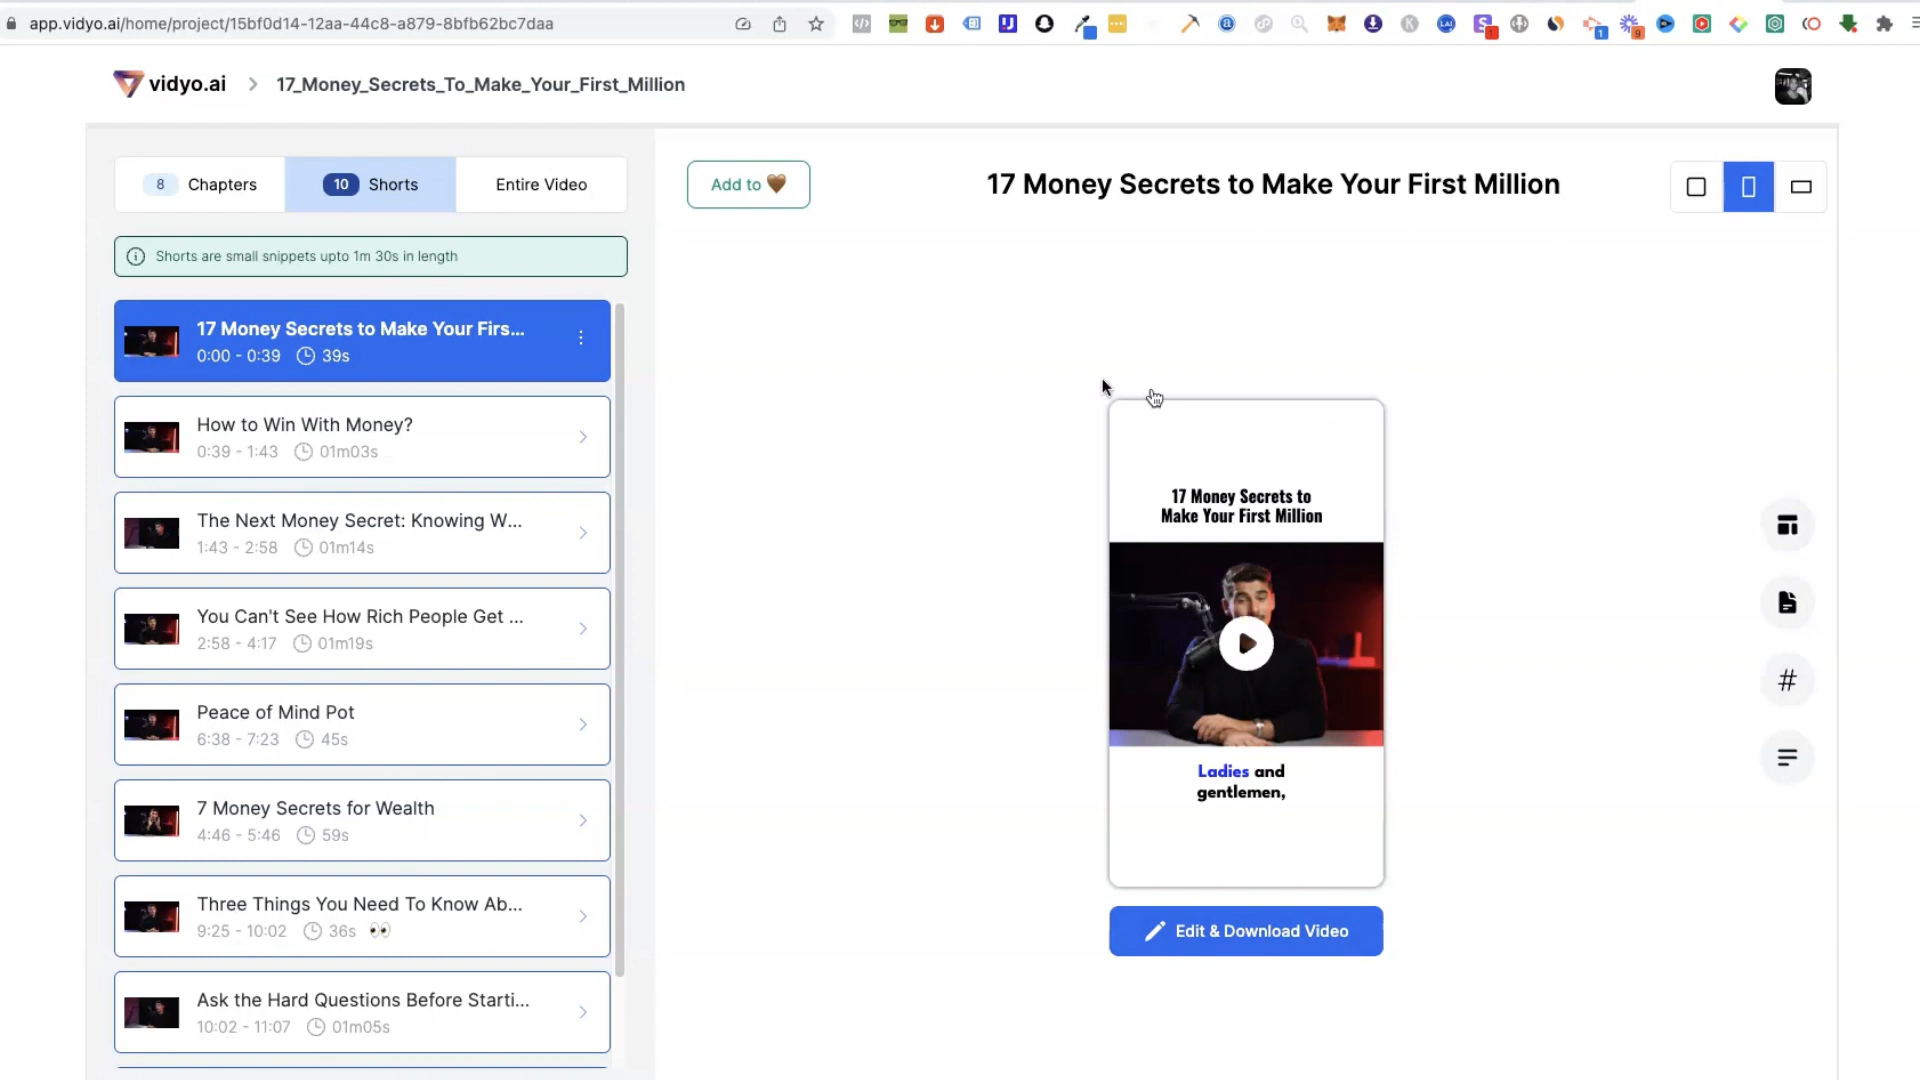 app.vidyo.ai/home/project/15bf0d14-12aa-44c8-a879-8bfb62bc7daa
vidyo.ai
17_Money_Secrets_To_Make_Your_First_Million
8 Chapters
10 Shorts
Entire Video
Shorts are small snippets upto 1m 30s in length
17 Money Secrets to Make Your Firs...
0:00 - 0:39 39s
How to Win With Money?
0:39 - 1:43 01m03s
The Next Money Secret: Knowing W...
1:43 - 2:58 01m14s
You Can't See How Rich People Get ...
2:58 - 4:17 01m19s
Peace of Mind Pot
6:38 - 7:23 45s
7 Money Secrets for Wealth
4:46 - 5:46 59s
Three Things You Need To Know Ab...
9:25 - 10:02 36s 👀
Ask the Hard Questions Before Starti...
10:02 - 11:07 01m05s
Add to 🤎
17 Money Secrets to Make Your First Million
17 Money Secrets to
Make Your First Million
Ladies and
gentlemen,
Edit & Download Video
#